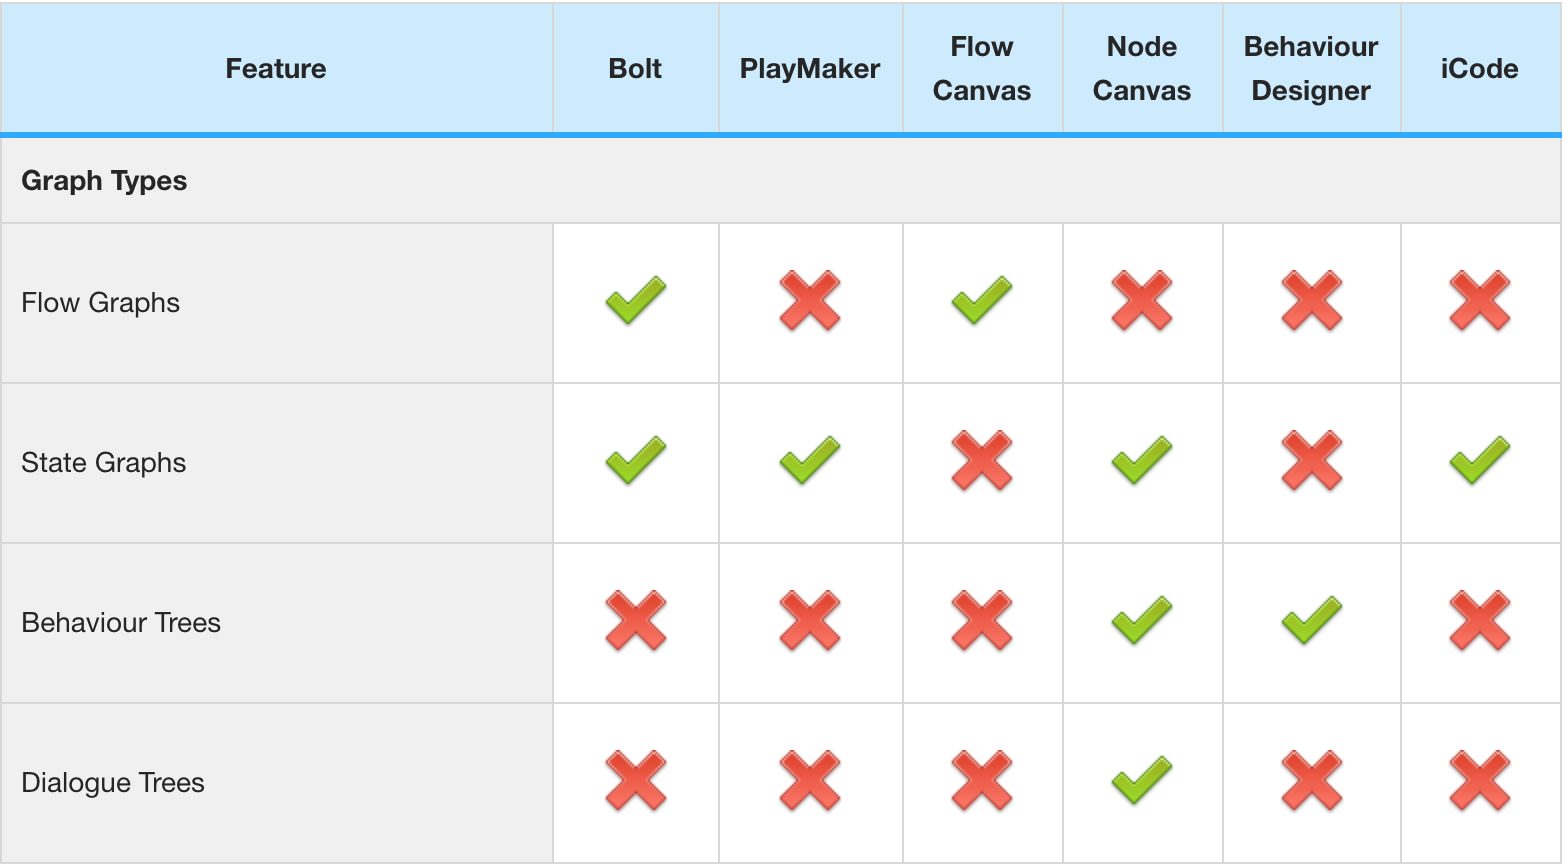 Feature
Bolt
PlayMaker
Flow
Canvas
Node
Canvas
Behaviour
Designer
iCode
Graph Types
Flow Graphs
State Graphs
Behaviour Trees
Dialogue Trees